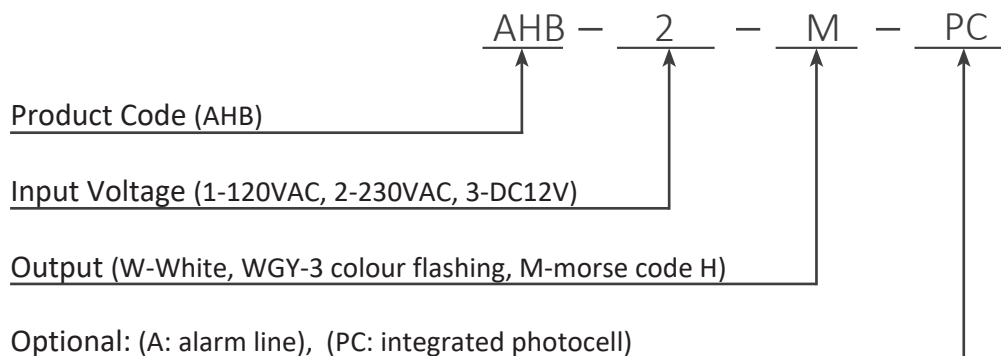 AHB – 2 – M – PC
Product Code (AHB)
Input Voltage (1-120VAC, 2-230VAC, 3-DC12V)
Output (W-White, WGY-3 colour flashing, M-morse code H)
Optional: (A: alarm line), (PC: integrated photocell)